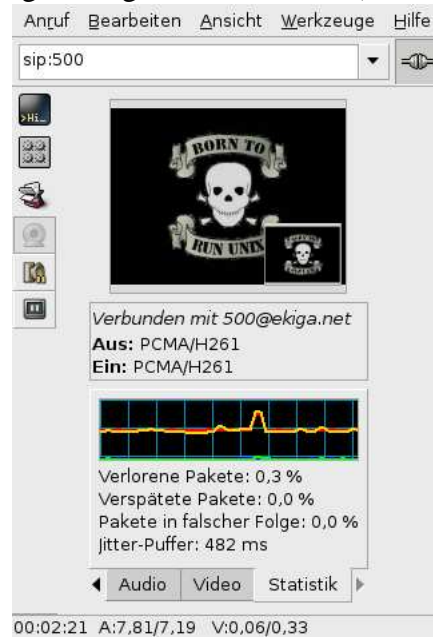 Anruf Bearbeiten Ansicht Werkzeuge Hilfe
sip:500
>Hi_
BORN TO
RUN UNIX
Verbunden mit 500@ekiga.net
Aus: PCMA/H261
Ein: PCMA/H261
Verlorene Pakete: 0,3 %
Verspätete Pakete: 0,0 %
Pakete in falscher Folge: 0,0 %
Jitter-Puffer: 482 ms
Audio Video Statistik
00:02:21 A:7,81/7,19 V:0,06/0,33